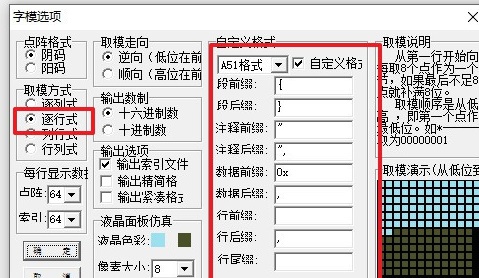 字模选项
点阵格式
阴码
阳码
取模方式
逐列式
逐行式
列行式
行列式
每行显示数据
点阵: 64
索引: 64
确 定
取模走向
逆向(低位在前
顺向(高位在前
输出数制
十六进制数
十进制数
输出选项
输出索引文件
输出精简格
输出紧凑格式
液晶面板仿真
液晶色彩:
像素大小: 8
自定义格式
A51格式
自定义格式
段前缀: {
段后缀: }
注释前缀: "
注释后缀: ",
数据前缀: 0x
数据后缀: ,
行前缀:
行后缀: ,
行尾缀:
取模说明
从第一行开始向
每取8个点作为一个
节,如果最后不足8
点就补满8位。
取模顺序是从低
高,即第一个点作
最低位。如*
取为00000001
取模演示(从低位到